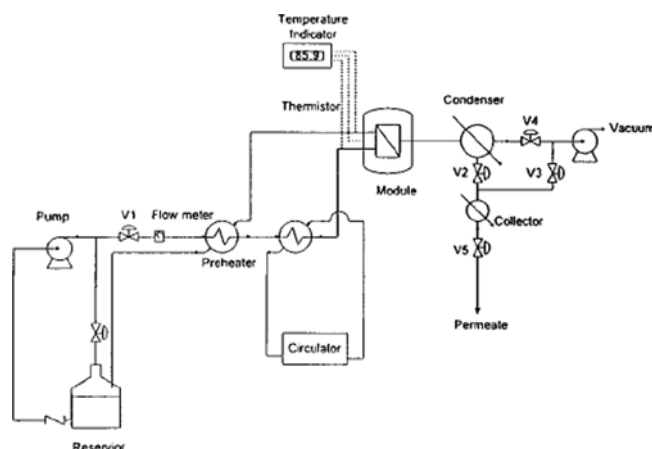 Temperature
Indicator
85.9
Thermistor
Condenser
V4
Vacuum
V2
V3
Module
Pump
V1
Flow meter
Collector
Preheater
V5
Circulator
Permeate
Reservior